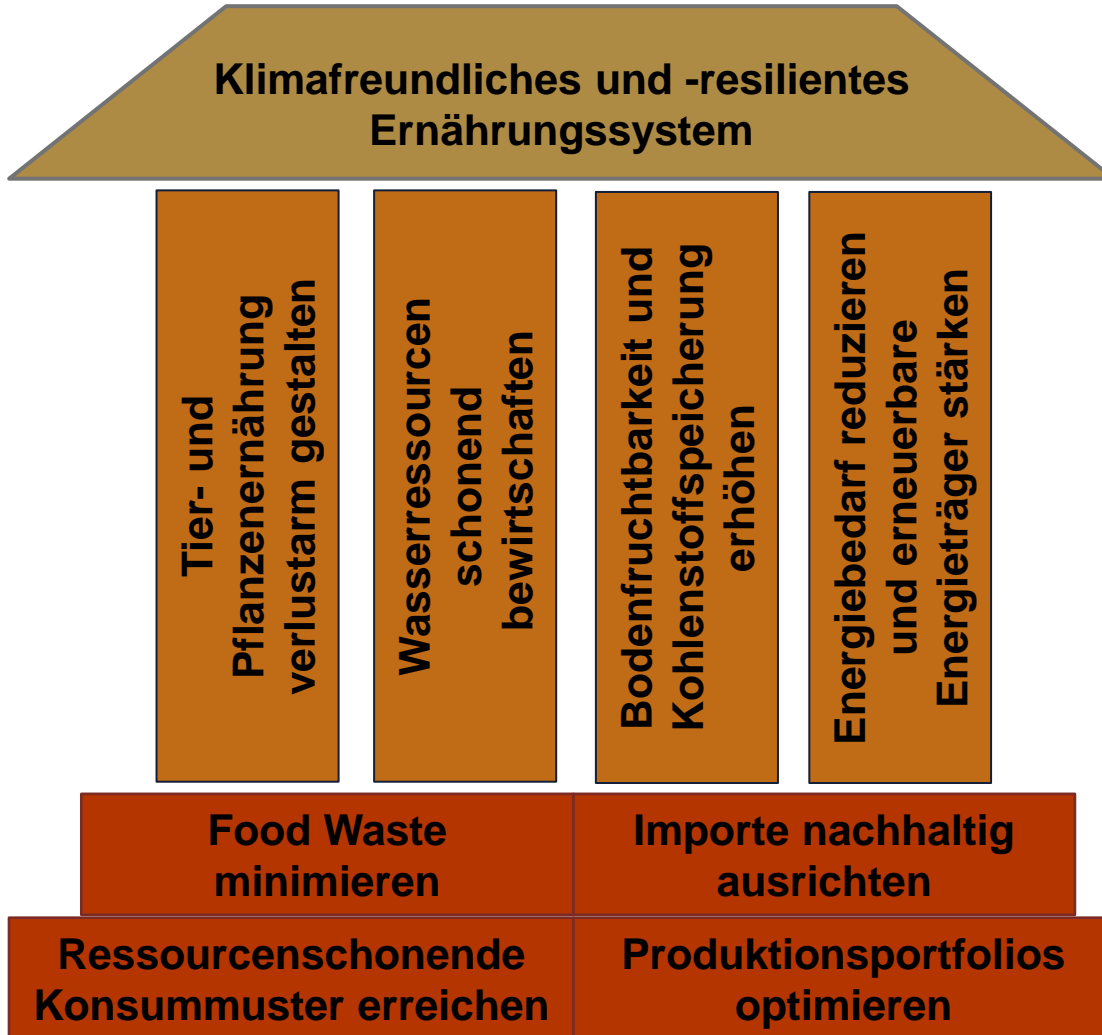 Klimafreundliches und -resilientes
Ernährungssystem
Tier- und
Pflanzenernährung
verlustarm gestalten
Wasserressourcen
schonend
bewirtschaften
Bodenfruchtbarkeit und
Kohlenstoffspeicherung
erhöhen
Energiebedarf reduzieren
und erneuerbare
Energieträger stärken
Food Waste
minimieren
Importe nachhaltig
ausrichten
Ressourcenschonende
Konsummuster erreichen
Produktionsportfolios
optimieren